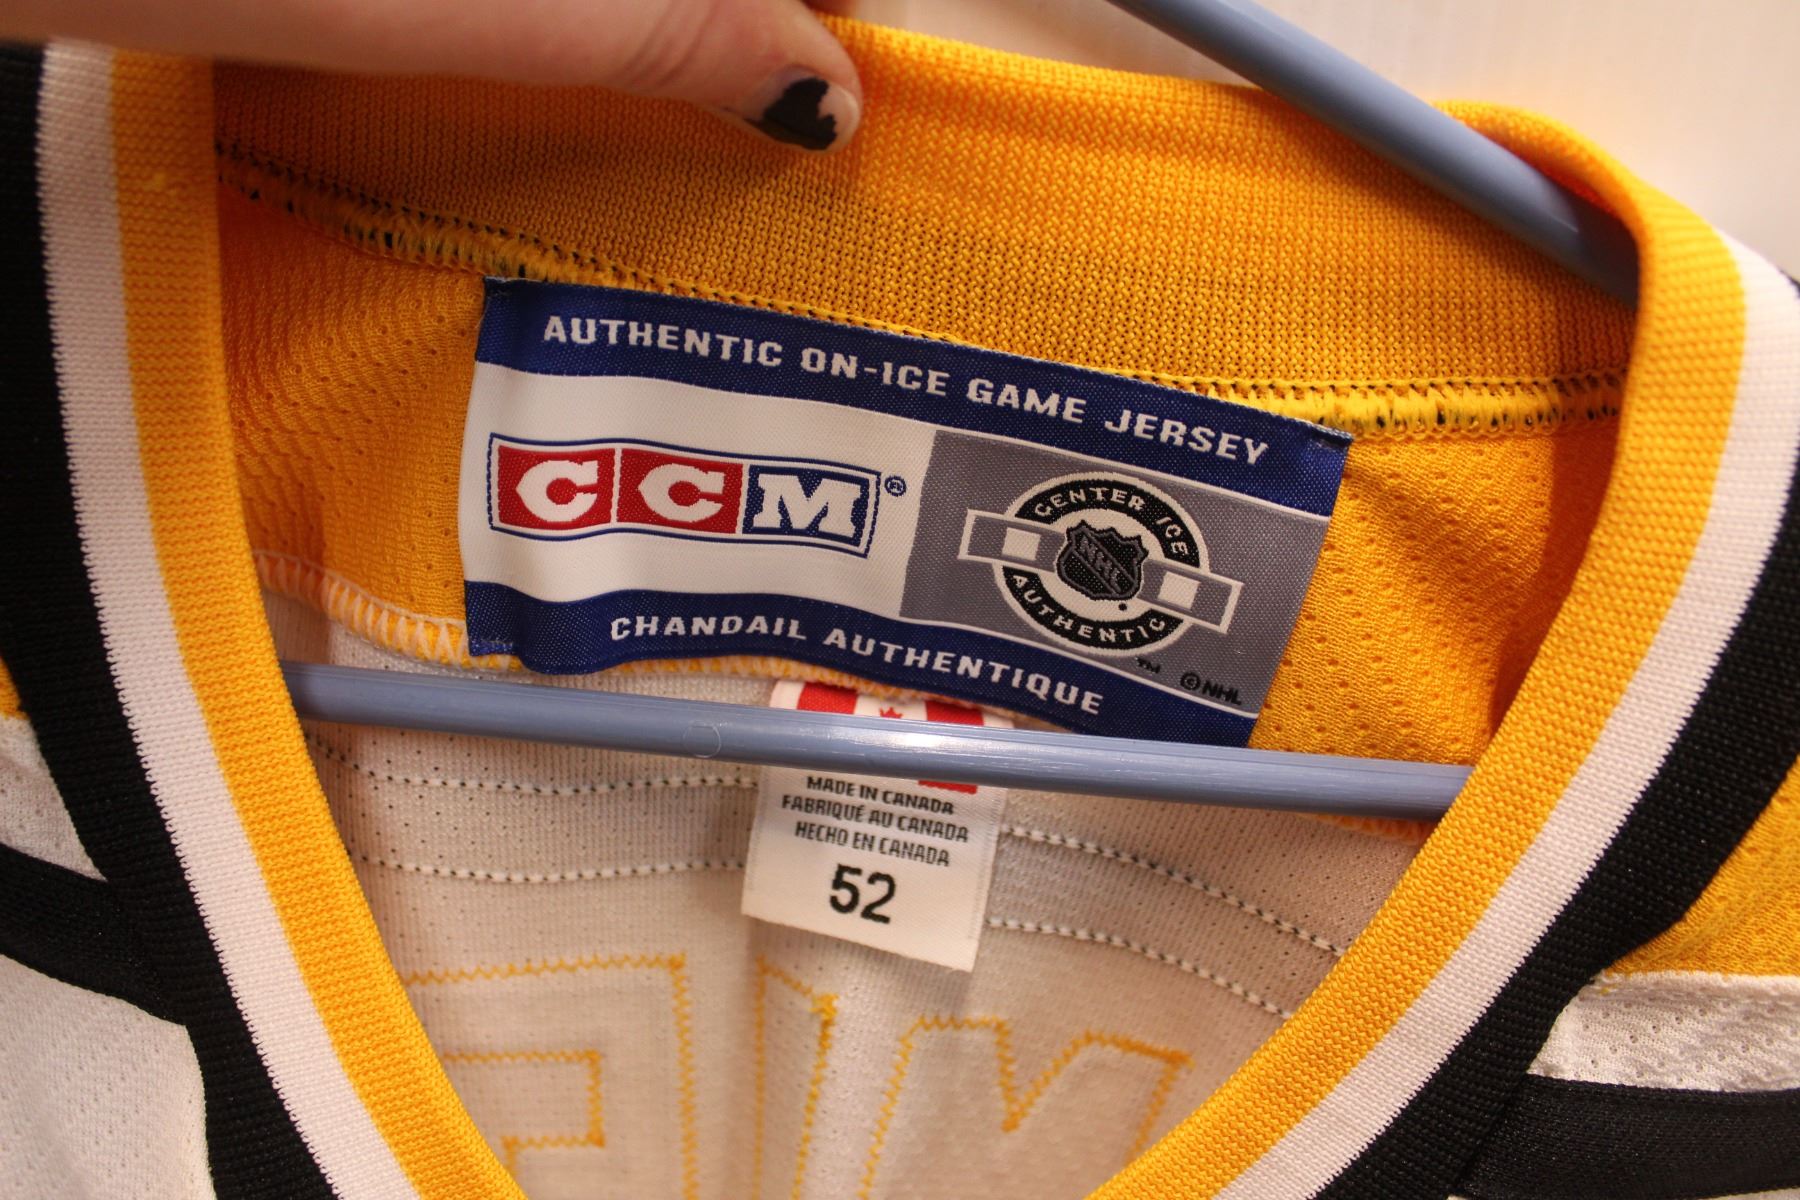 AUTHENTIC ON-ICE GAME JERSEY
CCM®
CENTER ICE
NHL
AUTHENTIC
™ © NHL
CHANDAIL AUTHENTIQUE
MADE IN CANADA
FABRIQUÉ AU CANADA
HECHO EN CANADA
52